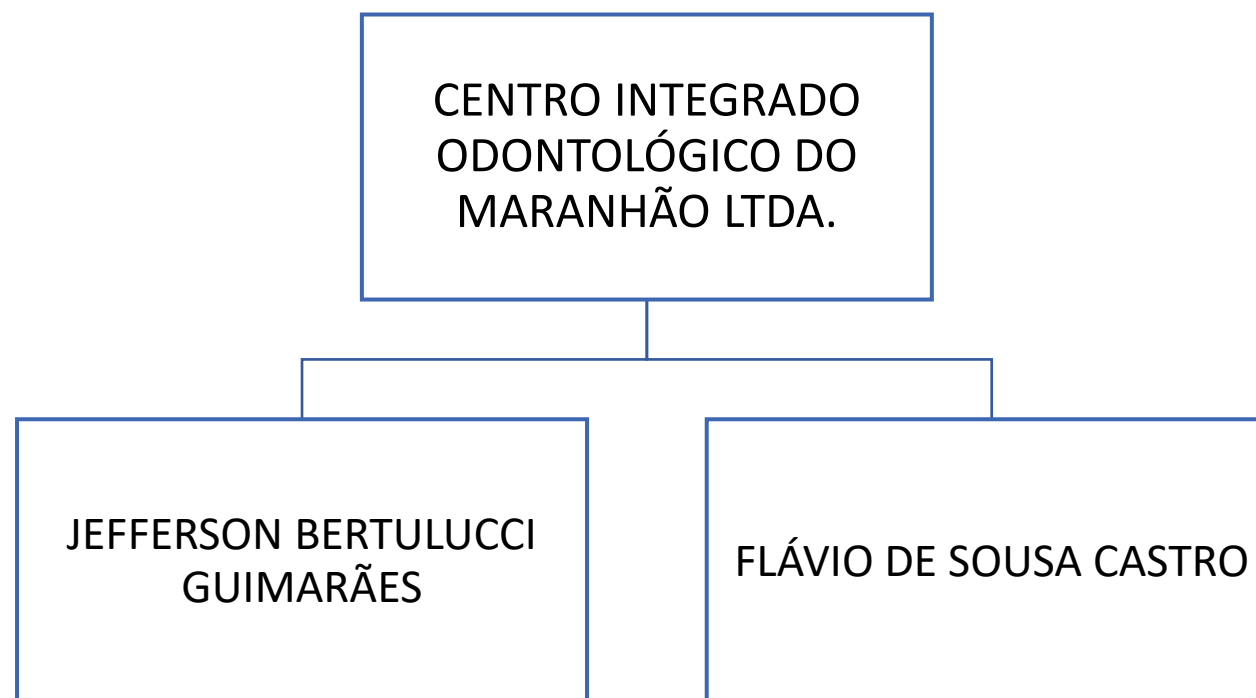 CENTRO INTEGRADO
ODONTOLÓGICO DO
MARANHÃO LTDA.
JEFFERSON BERTULUCCI
GUIMARÃES
FLÁVIO DE SOUSA CASTRO